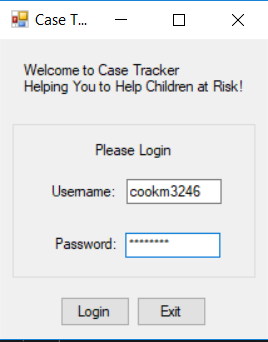 Case T...
Welcome to Case Tracker
Helping You to Help Children at Risk!
Please Login
Username: cookm3246
Password: ********
Login Exit